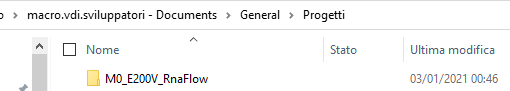 macro.vdi.sviluppatori - Documents > General > Progetti
Nome Stato Ultima modifica
M0_E200V_RnaFlow 03/01/2021 00:46